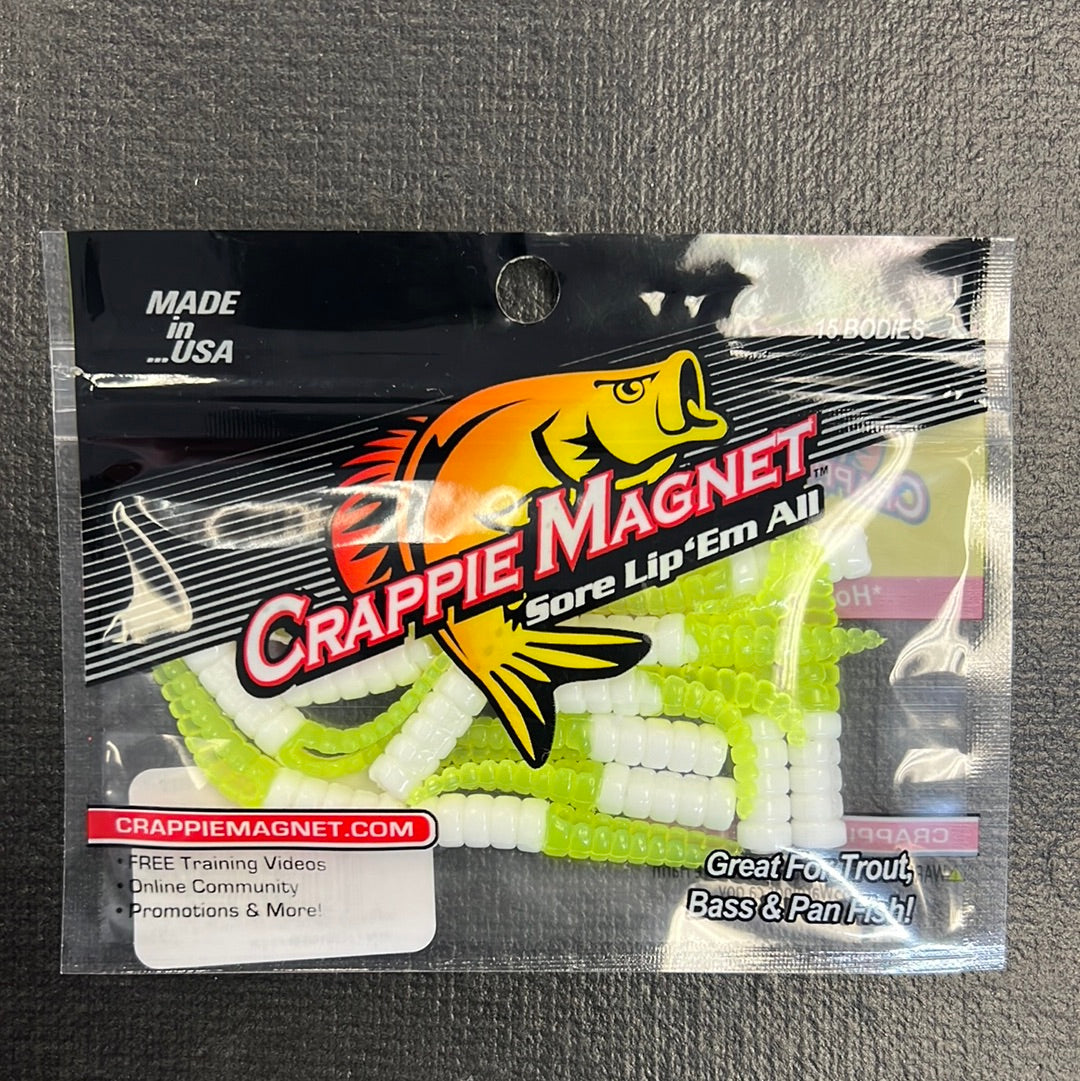 MADE
in
...USA
15 BODIES
CRAPPIE MAGNET™
Sore Lip 'Em All
CRAPPIEMAGNET.COM
• FREE Training Videos
• Online Community
• Promotions & More!
Great For Trout,
Bass & Pan Fish!